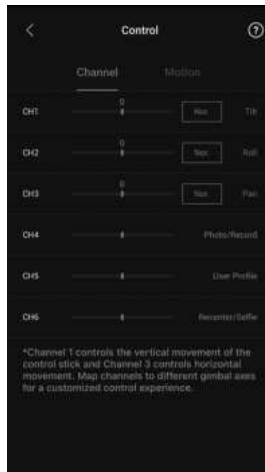 Control
Channel Motion
CH1 0 Nor. Tilt
CH2 0 Nor. Roll
CH3 0 Nor. Pan
CH4 Photo/Record
CH5 User Profile
CH6 Recenter/Selfie
*Channel 1 controls the vertical movement of the
control stick and Channel 3 controls horizontal
movement. Map channels to different gimbal axes
for a customized control experience.